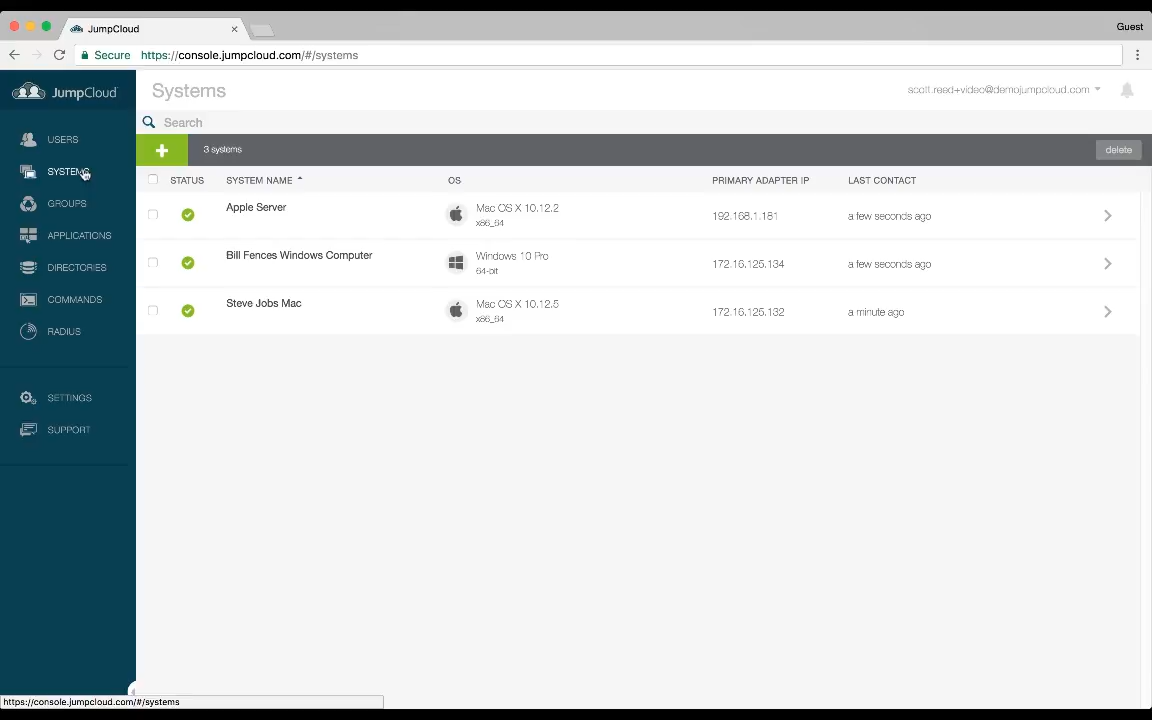 JumpCloud
Guest
Secure https://console.jumpcloud.com/#/systems
JumpCloud
Systems
scott.read+video@demojumpcloud.com
Search
USERS
SYSTEMS
GROUPS
APPLICATIONS
DIRECTORIES
COMMANDS
RADIUS
SETTINGS
SUPPORT
+ 3 systems delete
STATUS SYSTEM NAME OS PRIMARY ADAPTER IP LAST CONTACT
Apple Server Mac OS X 10.12.2 192.168.1.181 a few seconds ago
x86_64
Bill Fences Windows Computer Windows 10 Pro 172.16.125.134 a few seconds ago
64-bit
Steve Jobs Mac Mac OS X 10.12.5 172.16.125.132 a minute ago
x86_64
https://console.jumpcloud.com/#/systems